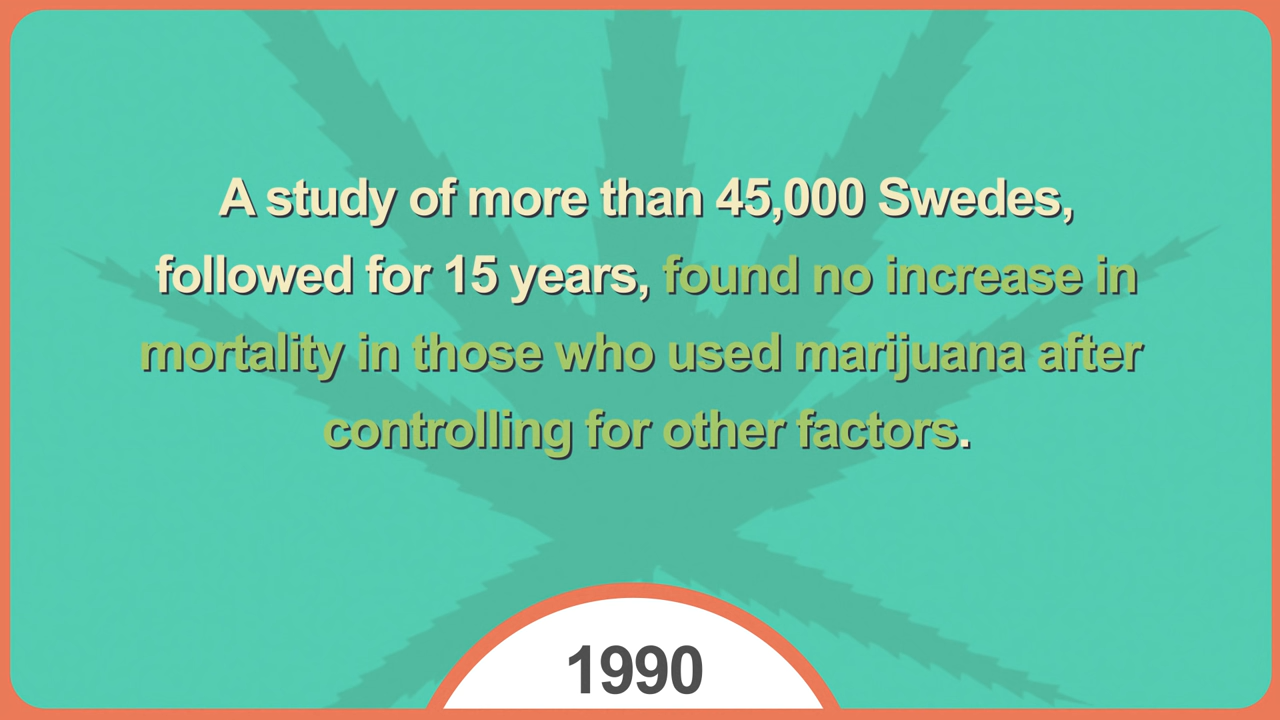 A study of more than 45,000 Swedes,
followed for 15 years, found no increase in
mortality in those who used marijuana after
controlling for other factors.
1990